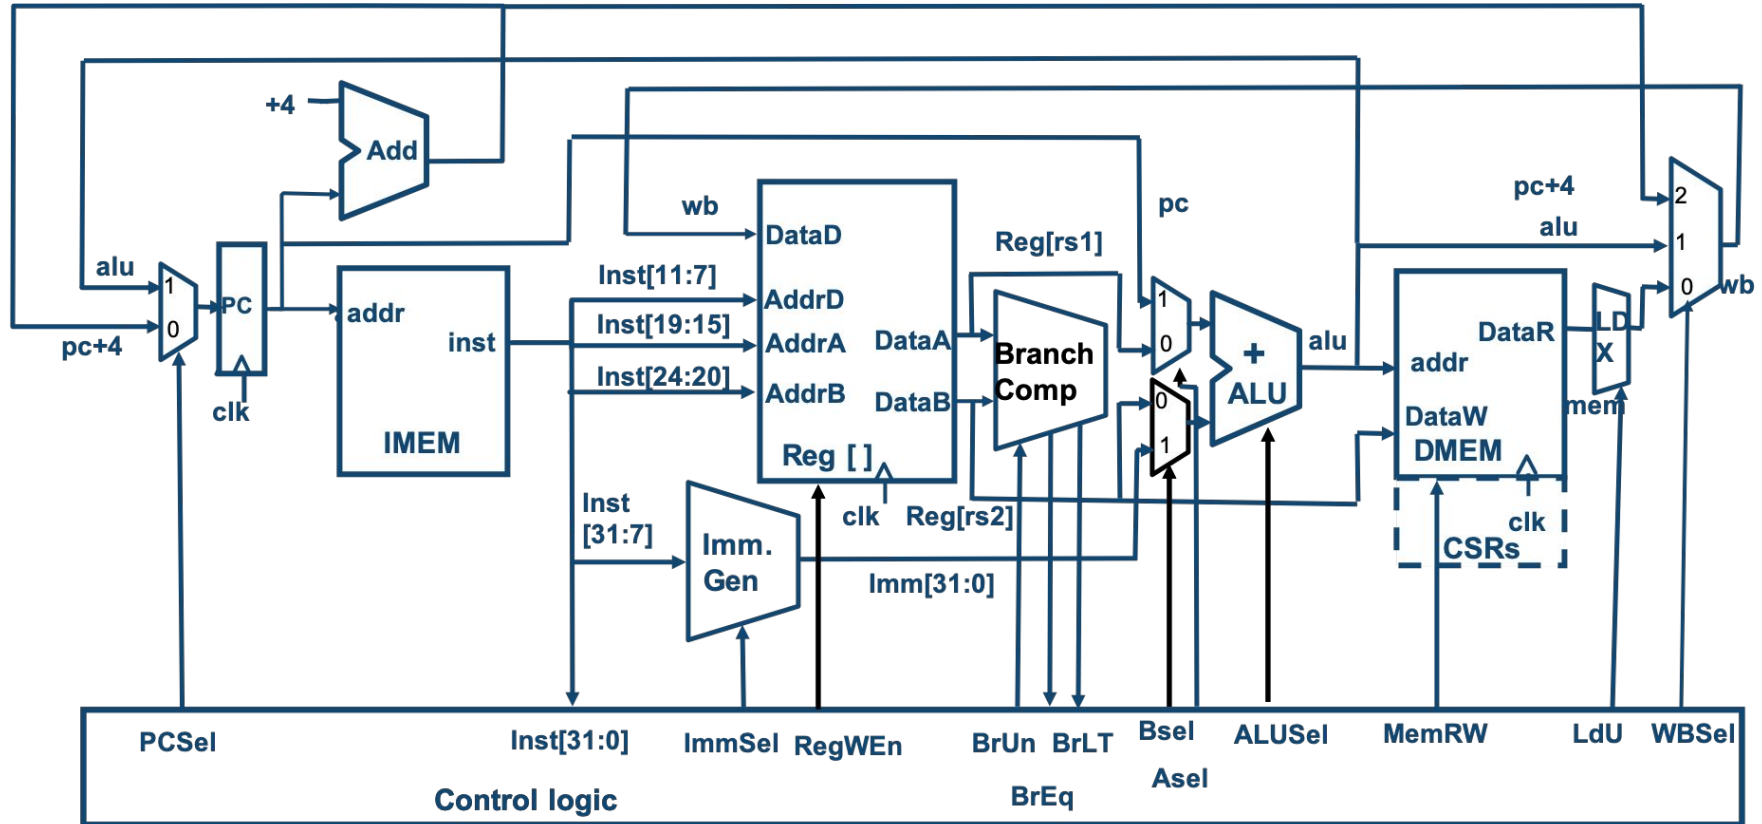 +4
Add
alu
1
0
pc+4
PC
clk
addr
inst
IMEM
wb
Inst[11:7]
Inst[19:15]
Inst[24:20]
Inst
[31:7]
DataD
AddrD
AddrA
AddrB
DataA
DataB
Reg [ ]
clk
Imm.
Gen
Reg[rs1]
Branch
Comp
Reg[rs2]
Imm[31:0]
pc
1
0
0
1
+
ALU
alu
addr
DataR
DataW
DMEM
clk
CSRs
LD
X
mem
pc+4
alu
2
1
0
wb
PCSel
Inst[31:0]
ImmSel
RegWEn
BrUn
BrLT
BrEq
Bsel
Asel
ALUSel
MemRW
LdU
WBSel
Control logic